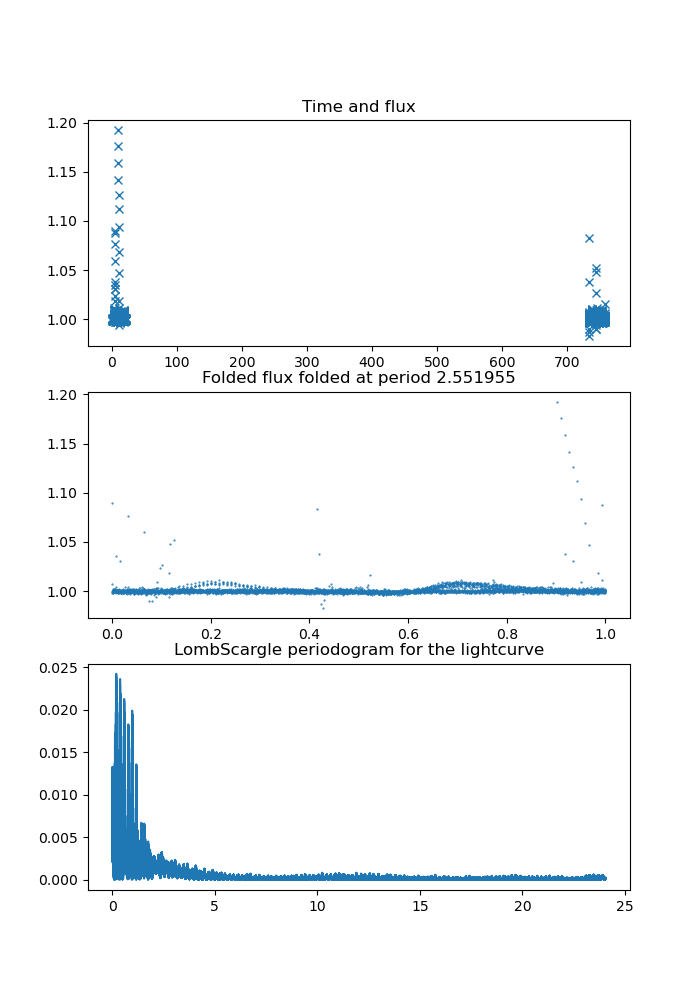 Time and flux
1.20
1.15
1.10
1.05
1.00
0 100 200 300 400 500 600 700
Folded flux folded at period 2.551955
1.20
1.15
1.10
1.05
1.00
0.0 0.2 0.4 0.6 0.8 1.0
LombScargle periodogram for the lightcurve
0.025
0.020
0.015
0.010
0.005
0.000
0 5 10 15 20 25